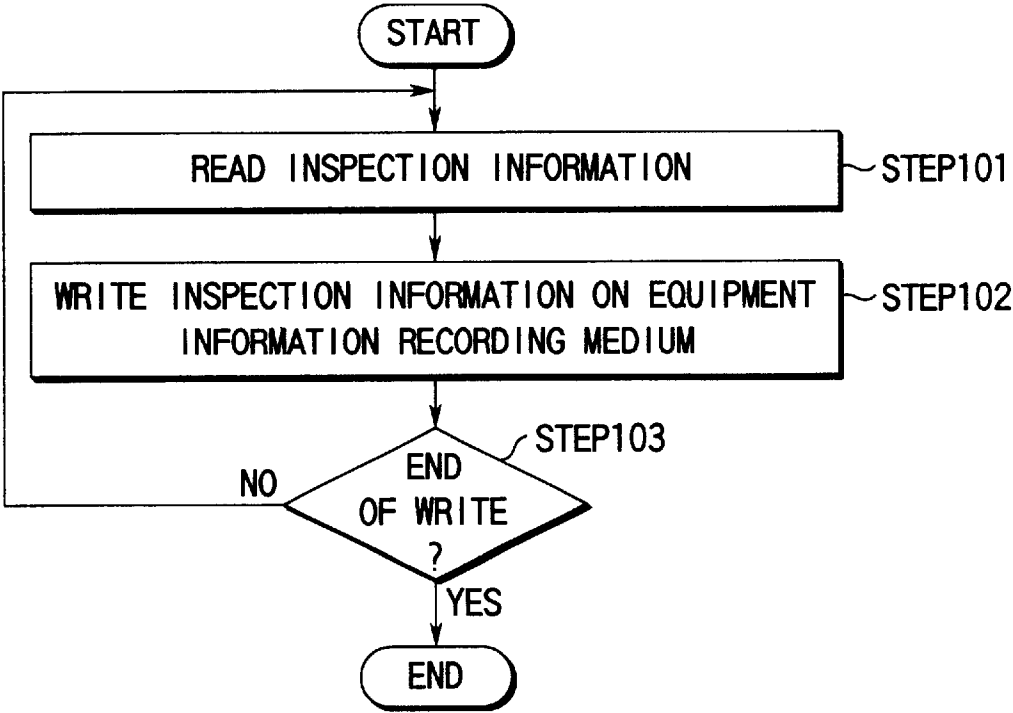 START
READ INSPECTION INFORMATION
STEP101
WRITE INSPECTION INFORMATION ON EQUIPMENT
INFORMATION RECORDING MEDIUM
STEP102
STEP103
END
OF WRITE
?
NO
YES
END